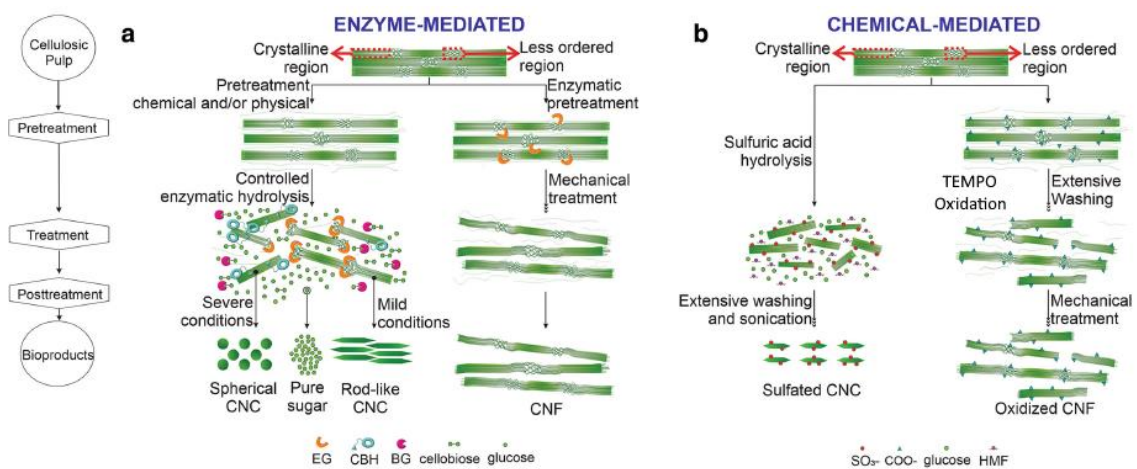 Cellulosic
Pulp
Pretreatment
Treatment
Posttreatment
Bioproducts
a
ENZYME-MEDIATED
Crystalline
region
Less ordered
region
Pretreatment
chemical and/or physical
Enzymatic
pretreatment
Controlled
enzymatic hydrolysis
Mechanical
treatment
Severe
conditions
Mild
conditions
Spherical
CNC
Pure
sugar
Rod-like
CNC
CNF
EG CBH BG cellobiose glucose
b
CHEMICAL-MEDIATED
Crystalline
region
Less ordered
region
Sulfuric acid
hydrolysis
TEMPO
Oxidation
Extensive
Washing
Extensive washing
and sonication
Mechanical
treatment
Sulfated CNC
Oxidized CNF
SO₃- COO- glucose HMF